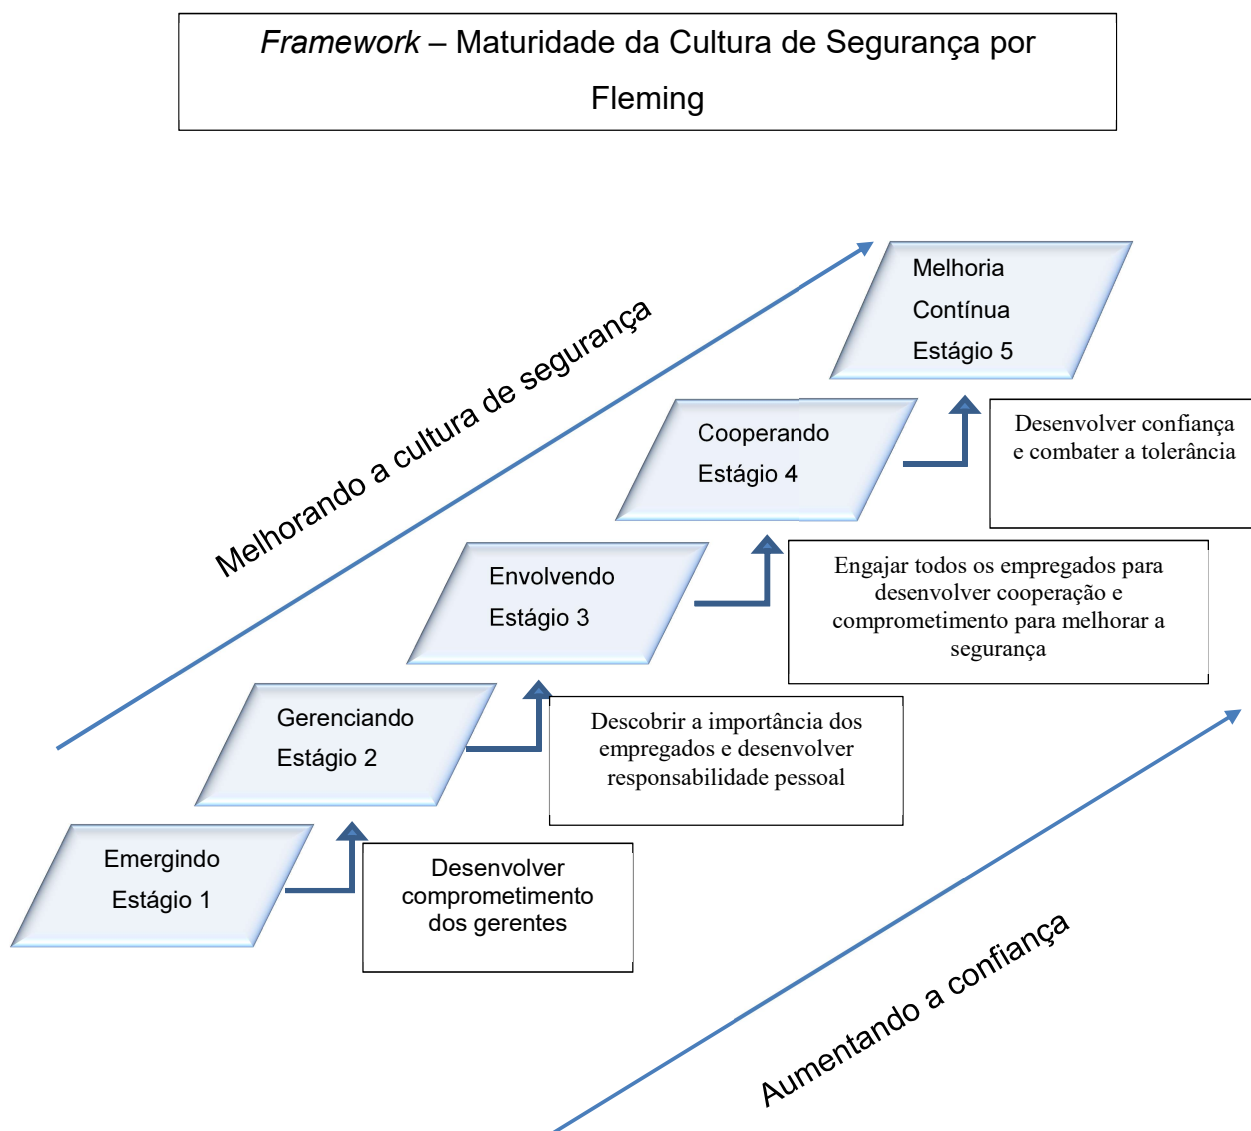 Framework – Maturidade da Cultura de Segurança por
Fleming
Melhorando a cultura de segurança
Melhoria
Contínua
Estágio 5
Desenvolver confiança
e combater a tolerância
Cooperando
Estágio 4
Engajar todos os empregados para
desenvolver cooperação e
comprometimento para melhorar a
segurança
Envolvendo
Estágio 3
Descobrir a importância dos
empregados e desenvolver
responsabilidade pessoal
Gerenciando
Estágio 2
Emergindo
Estágio 1
Desenvolver
comprometimento
dos gerentes
Aumentando a confiança